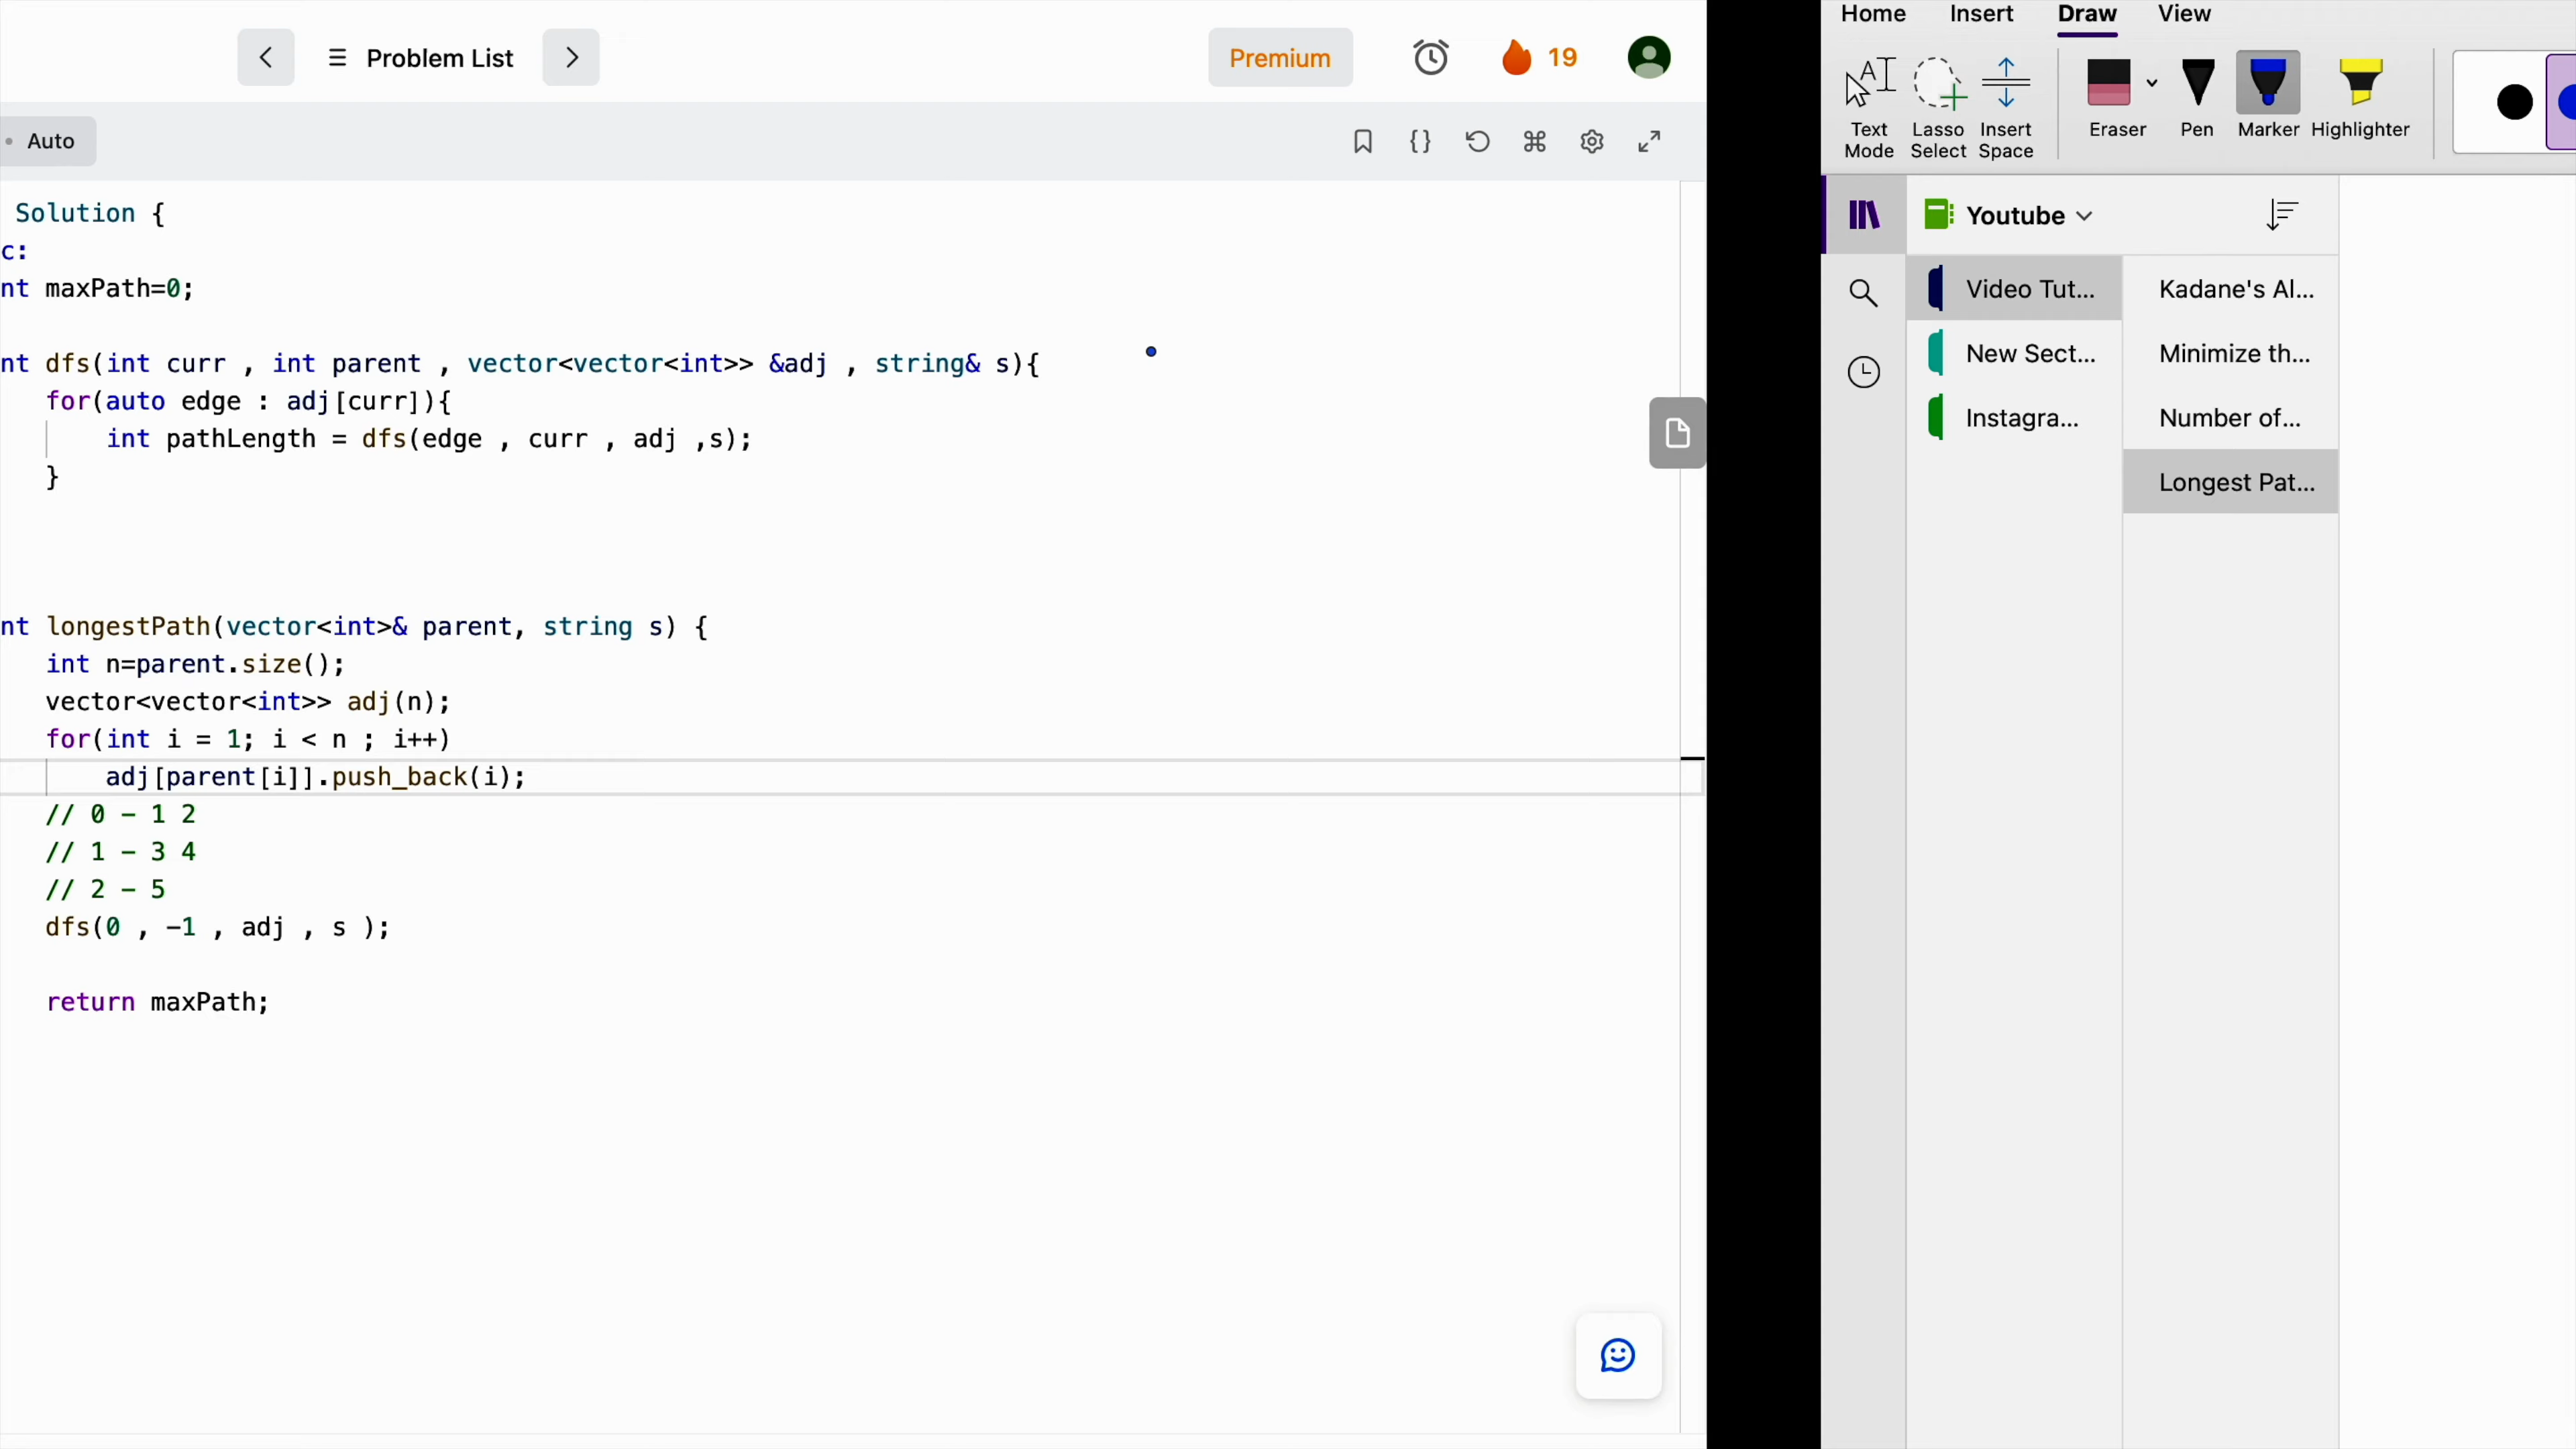 Problem List
Premium
19
Auto
Solution {
c:
nt maxPath=0;
nt dfs(int curr , int parent , vector<vector<int>> &adj , string& s){
for(auto edge : adj[curr]){
int pathLength = dfs(edge , curr , adj ,s);
}
nt longestPath(vector<int>& parent, string s) {
int n=parent.size();
vector<vector<int>> adj(n);
for(int i = 1; i < n ; i++)
adj[parent[i]].push_back(i);
// 0 – 1 2
// 1 – 3 4
// 2 – 5
dfs(0 , –1 , adj , s );
return maxPath;
Home Insert Draw View
Text Mode
Lasso Select
Insert Space
Eraser
Pen
Marker
Highlighter
Youtube
Video Tut...
New Sect...
Instagra...
Kadane's Al...
Minimize th...
Number of...
Longest Pat...